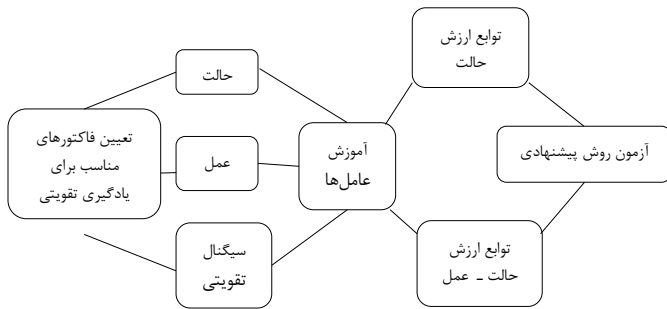 تعیین فاکتورهای
مناسب برای
یادگیری تقویتی
حالت
عمل
سیگنال
تقویتی
آموزش
عامل‌ها
توابع ارزش
حالت
توابع ارزش
حالت ـ عمل
آزمون روش پیشنهادی